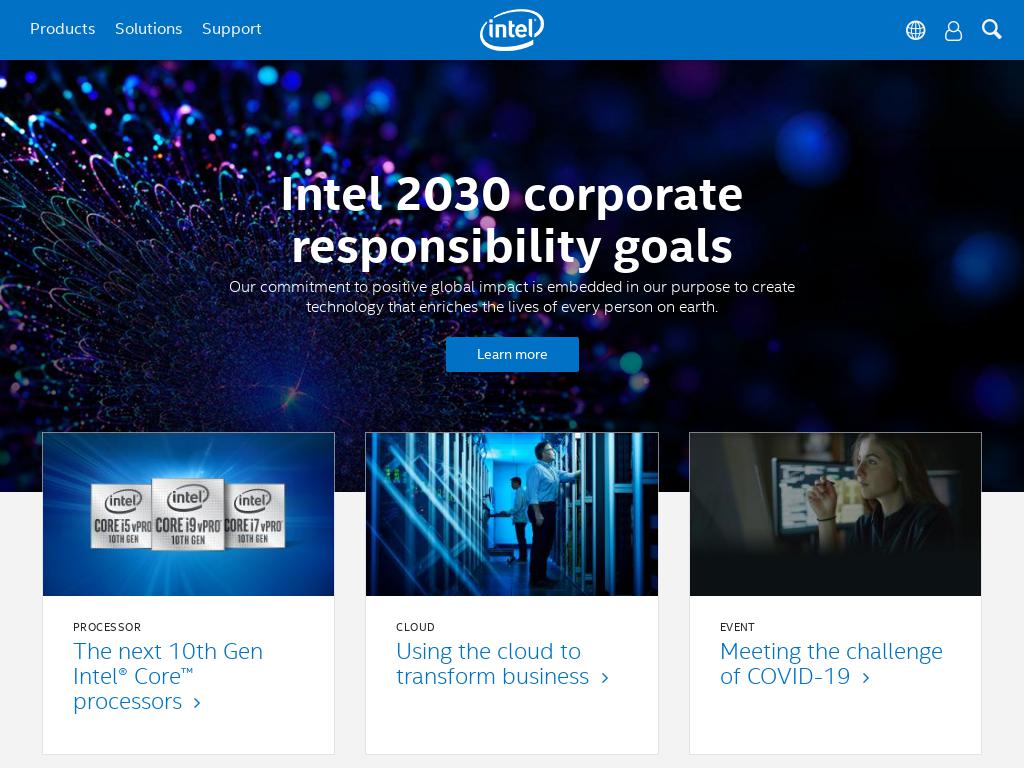 Products Solutions Support
intel
Intel 2030 corporate
responsibility goals
Our commitment to positive global impact is embedded in our purpose to create
technology that enriches the lives of every person on earth.
Learn more
intel
CORE i5 vPRO
10TH GEN
intel
CORE i9 vPRO
10TH GEN
intel
CORE i7 vPRO
10TH GEN
PROCESSOR
The next 10th Gen
Intel® Core™
processors
CLOUD
Using the cloud to
transform business
EVENT
Meeting the challenge
of COVID-19